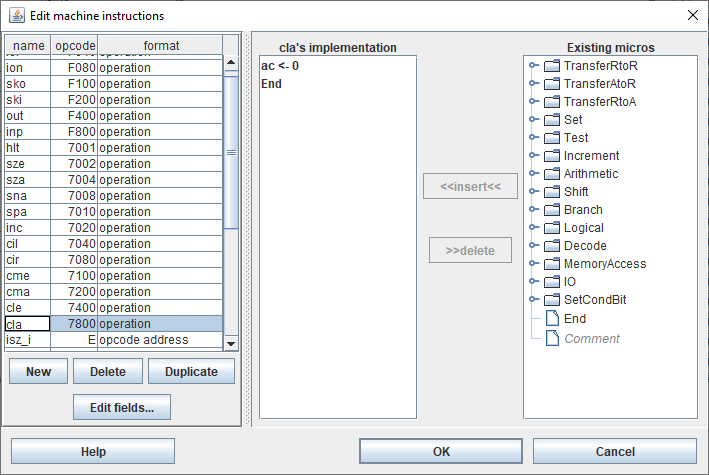 Edit machine instructions
name opcode format
ion F080 operation
sko F100 operation
ski F200 operation
out F400 operation
inp F800 operation
hlt 7001 operation
sze 7002 operation
sza 7004 operation
sna 7008 operation
spa 7010 operation
inc 7020 operation
cil 7040 operation
cir 7080 operation
cme 7100 operation
cma 7200 operation
cle 7400 operation
cla 7800 operation
isz_i E opcode address
New Delete Duplicate
Edit fields...
cla's implementation
ac <- 0
End
<<insert<<
>>delete
Existing micros
TransferRtoR
TransferAtoR
TransferRtoA
Set
Test
Increment
Arithmetic
Shift
Branch
Logical
Decode
MemoryAccess
IO
SetCondBit
End
Comment
Help OK Cancel